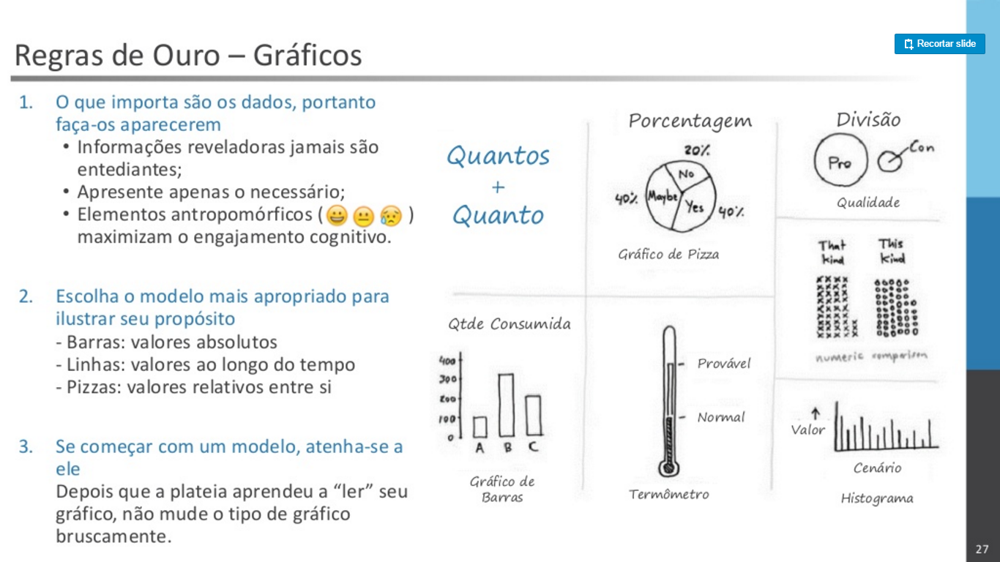 Regras de Ouro – Gráficos
Recortar slide
1. O que importa são os dados, portanto
faça-os aparecerem
• Informações reveladoras jamais são
entediantes;
• Apresente apenas o necessário;
• Elementos antropomórficos (😀 😐 😥 )
maximizam o engajamento cognitivo.
2. Escolha o modelo mais apropriado para
ilustrar seu propósito
- Barras: valores absolutos
- Linhas: valores ao longo do tempo
- Pizzas: valores relativos entre si
3. Se começar com um modelo, atenha-se a
ele
Depois que a plateia aprendeu a “ler” seu
gráfico, não mude o tipo de gráfico
bruscamente.
Quantos
+
Quanto
Porcentagem
20%
No
40%
Maybe
Yes
40%
Gráfico de Pizza
Divisão
Pro
Con
Qualidade
That
kind
This
kind
numeric comparison
Qtde Consumida
400
300
200
100
0
A B C
Gráfico de
Barras
Provável
Normal
Termômetro
↑
Valor
Cenário
Histograma
27